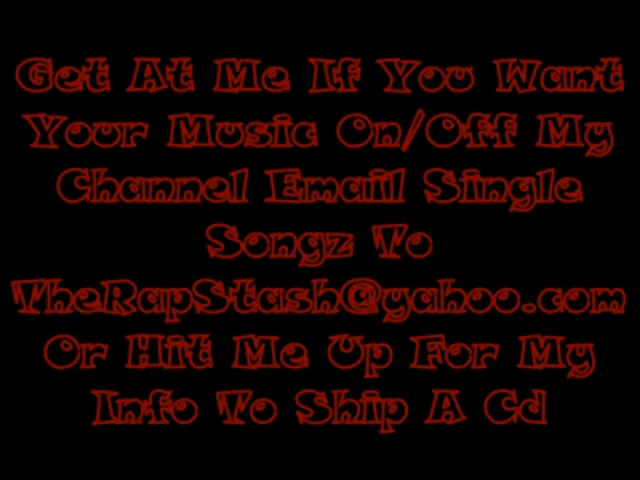 Get At Me If You Want
Your Music On/Off My
Channel Email Single
Songz To
TheRapStash@yahoo.com
Or Hit Me Up For My
Info To Ship A Cd